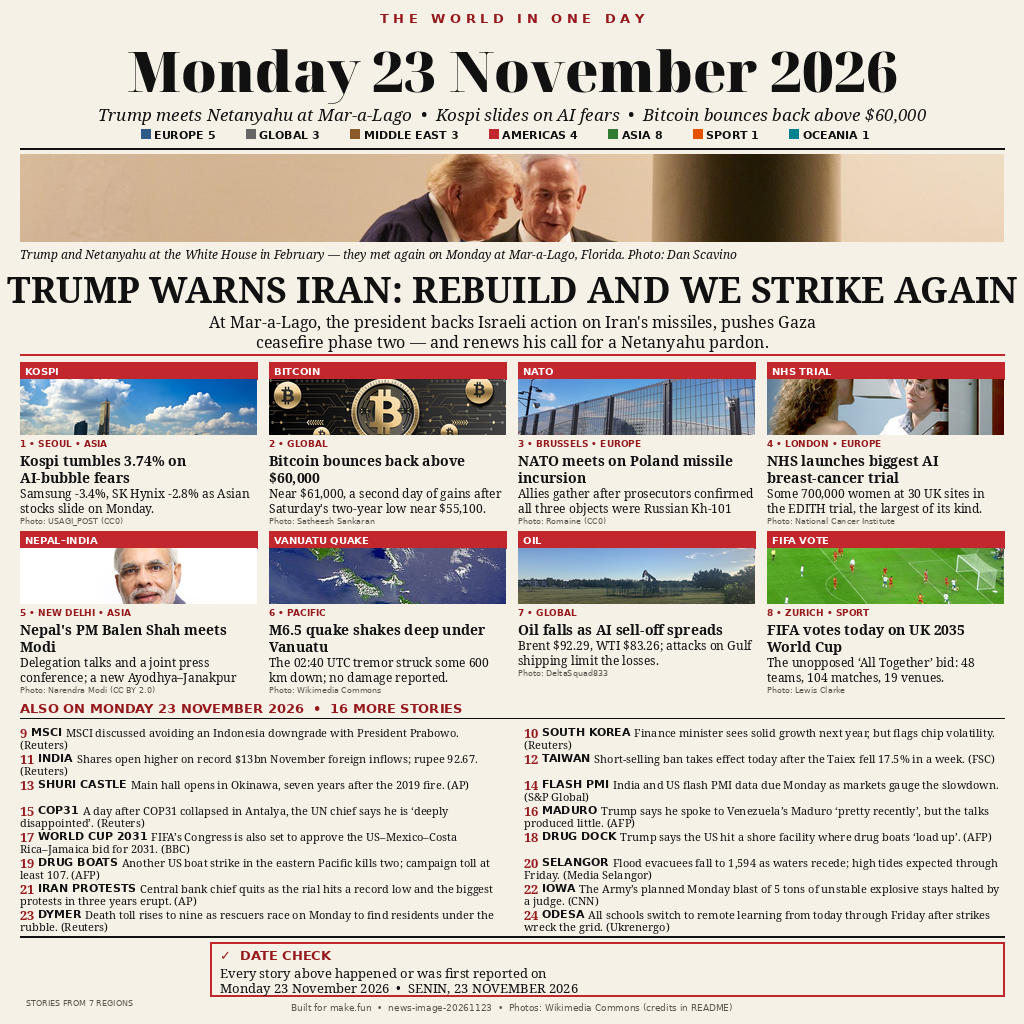 THE WORLD IN ONE DAY
Monday 23 November 2026
Trump meets Netanyahu at Mar-a-Lago • Kospi slides on AI fears • Bitcoin bounces back above $60,000
EUROPE 5 GLOBAL 3 MIDDLE EAST 3 AMERICAS 4 ASIA 8 SPORT 1 OCEANIA 1
Trump and Netanyahu at the White House in February — they met again on Monday at Mar-a-Lago, Florida. Photo: Dan Scavino
TRUMP WARNS IRAN: REBUILD AND WE STRIKE AGAIN
At Mar-a-Lago, the president backs Israeli action on Iran's missiles, pushes Gaza
ceasefire phase two — and renews his call for a Netanyahu pardon.
KOSPI
1 • SEOUL • ASIA
Kospi tumbles 3.74% on
AI-bubble fears
Samsung -3.4%, SK Hynix -2.8% as Asian
stocks slide on Monday.
Photo: USAGI_POST (CC0)
BITCOIN
2 • GLOBAL
Bitcoin bounces back above
$60,000
Near $61,000, a second day of gains after
Saturday's two-year low near $55,100.
Photo: Satheesh Sankaran
NATO
3 • BRUSSELS • EUROPE
NATO meets on Poland missile
incursion
Allies gather after prosecutors confirmed
all three objects were Russian Kh-101
Photo: Romaine (CC0)
NHS TRIAL
4 • LONDON • EUROPE
NHS launches biggest AI
breast-cancer trial
Some 700,000 women at 30 UK sites in
the EDITH trial, the largest of its kind.
Photo: National Cancer Institute
NEPAL–INDIA
5 • NEW DELHI • ASIA
Nepal's PM Balen Shah meets
Modi
Delegation talks and a joint press
conference; a new Ayodhya–Janakpur
Photo: Narendra Modi (CC BY 2.0)
VANUATU QUAKE
6 • PACIFIC
M6.5 quake shakes deep under
Vanuatu
The 02:40 UTC tremor struck some 600
km down; no damage reported.
Photo: Wikimedia Commons
OIL
7 • GLOBAL
Oil falls as AI sell-off spreads
Brent $92.29, WTI $83.26; attacks on Gulf
shipping limit the losses.
Photo: DeltaSquad833
FIFA VOTE
8 • ZURICH • SPORT
FIFA votes today on UK 2035
World Cup
The unopposed ‘All Together’ bid: 48
teams, 104 matches, 19 venues.
Photo: Lewis Clarke
ALSO ON MONDAY 23 NOVEMBER 2026 • 16 MORE STORIES
9 MSCI MSCI discussed avoiding an Indonesia downgrade with President Prabowo.
(Reuters)
10 SOUTH KOREA Finance minister sees solid growth next year, but flags chip volatility.
(Reuters)
11 INDIA Shares open higher on record $13bn November foreign inflows; rupee 92.67.
(Reuters)
12 TAIWAN Short-selling ban takes effect today after the Taiex fell 17.5% in a week. (FSC)
13 SHURI CASTLE Main hall opens in Okinawa, seven years after the 2019 fire. (AP)
14 FLASH PMI India and US flash PMI data due Monday as markets gauge the slowdown.
(S&P Global)
15 COP31 A day after COP31 collapsed in Antalya, the UN chief says he is ‘deeply
disappointed’. (Reuters)
16 MADURO Trump says he spoke to Venezuela’s Maduro ‘pretty recently’, but the talks
produced little. (AFP)
17 WORLD CUP 2031 FIFA’s Congress is also set to approve the US–Mexico–Costa
Rica–Jamaica bid for 2031. (BBC)
18 DRUG DOCK Trump says the US hit a shore facility where drug boats ‘load up’. (AFP)
19 DRUG BOATS Another US boat strike in the eastern Pacific kills two; campaign toll at
least 107. (AFP)
20 SELANGOR Flood evacuees fall to 1,594 as waters recede; high tides expected through
Friday. (Media Selangor)
21 IRAN PROTESTS Central bank chief quits as the rial hits a record low and the biggest
protests in three years erupt. (AP)
22 IOWA The Army’s planned Monday blast of 5 tons of unstable explosive stays halted by
a judge. (CNN)
23 DYMER Death toll rises to nine as rescuers race on Monday to find residents under the
rubble. (Reuters)
24 ODESA All schools switch to remote learning from today through Friday after strikes
wreck the grid. (Ukrenergo)
✓ DATE CHECK
Every story above happened or was first reported on
Monday 23 November 2026 • SENIN, 23 NOVEMBER 2026
STORIES FROM 7 REGIONS
Built for make.fun • news-image-20261123 • Photos: Wikimedia Commons (credits in README)